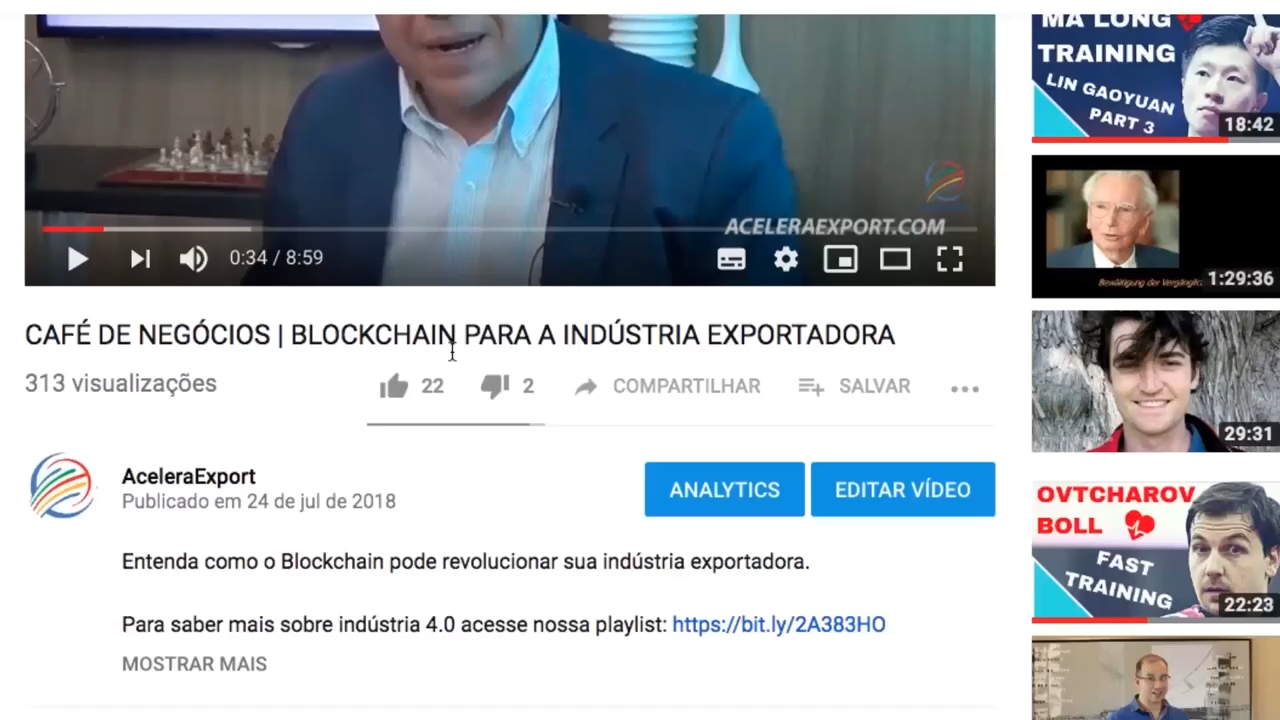 ACELERAEXPORT.COM
0:34 / 8:59
CAFÉ DE NEGÓCIOS | BLOCKCHAIN PARA A INDÚSTRIA EXPORTADORA
313 visualizações
22
2
COMPARTILHAR
SALVAR
AceleraExport
Publicado em 24 de jul de 2018
ANALYTICS
EDITAR VÍDEO
Entenda como o Blockchain pode revolucionar sua indústria exportadora.
Para saber mais sobre indústria 4.0 acesse nossa playlist: https://bit.ly/2A383HO
MOSTRAR MAIS
MA LONG
TRAINING
LIN GAOYUAN
PART 3
18:42
Bewältigung der
1:29:36
29:31
OVTCHAROV
BOLL
FAST
TRAINING
22:23